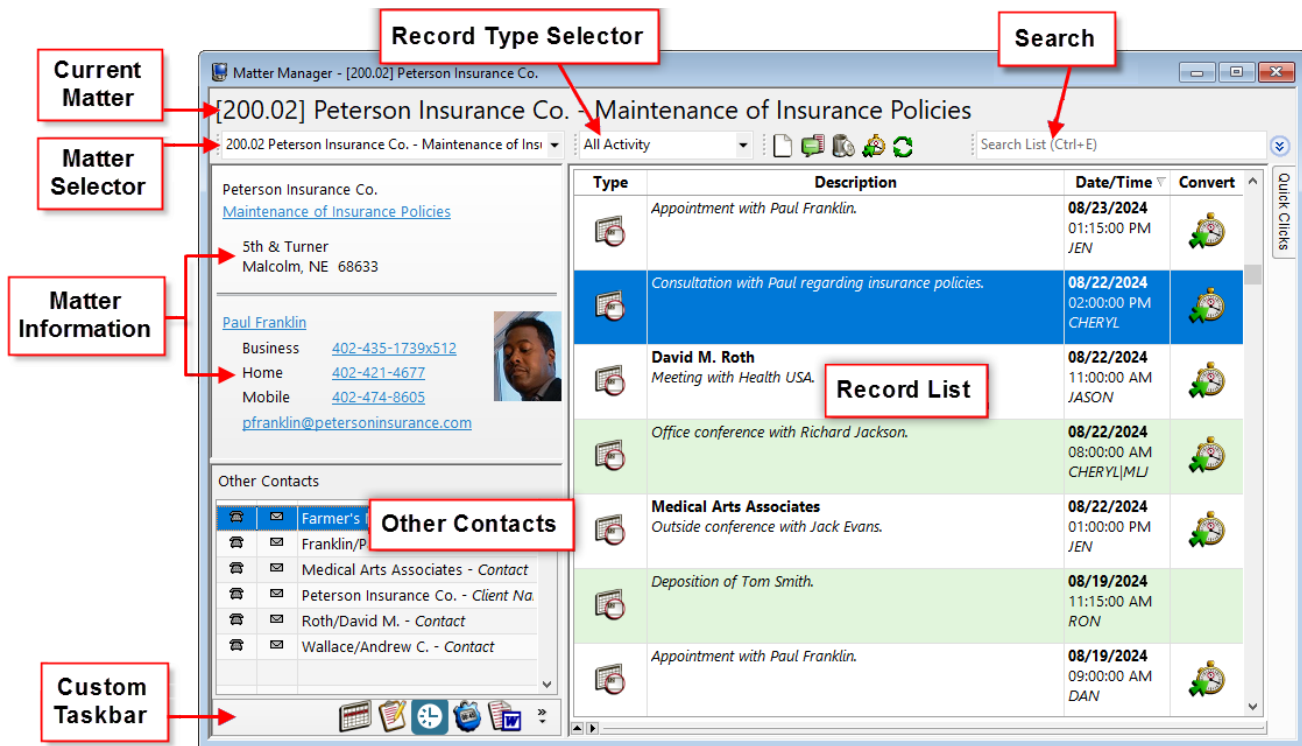 Record Type Selector
Search
Current
Matter
Matter Manager - [200.02] Peterson Insurance Co.
[200.02] Peterson Insurance Co. - Maintenance of Insurance Policies
Matter
Selector
200.02 Peterson Insurance Co. - Maintenance of Insu
All Activity
Search List (Ctrl+E)
Quick Clicks
Peterson Insurance Co.
Maintenance of Insurance Policies
5th & Turner
Malcolm, NE 68633
Matter
Information
Paul Franklin
Business 402-435-1739x512
Home 402-421-4677
Mobile 402-474-8605
pfranklin@petersoninsurance.com
Other Contacts
Farmer's
Other Contacts
Franklin/P
Medical Arts Associates - Contact
Peterson Insurance Co. - Client Na
Roth/David M. - Contact
Wallace/Andrew C. - Contact
Custom
Taskbar
Type Description Date/Time Convert
Appointment with Paul Franklin. 08/23/2024
01:15:00 PM
JEN
Consultation with Paul regarding insurance policies. 08/22/2024
02:00:00 PM
CHERYL
David M. Roth 08/22/2024
Meeting with Health USA. 11:00:00 AM
JASON
Record List
Office conference with Richard Jackson. 08/22/2024
08:00:00 AM
CHERYL|MLJ
Medical Arts Associates 08/22/2024
Outside conference with Jack Evans. 01:00:00 PM
JEN
Deposition of Tom Smith. 08/19/2024
11:15:00 AM
RON
Appointment with Paul Franklin. 08/19/2024
09:00:00 AM
DAN